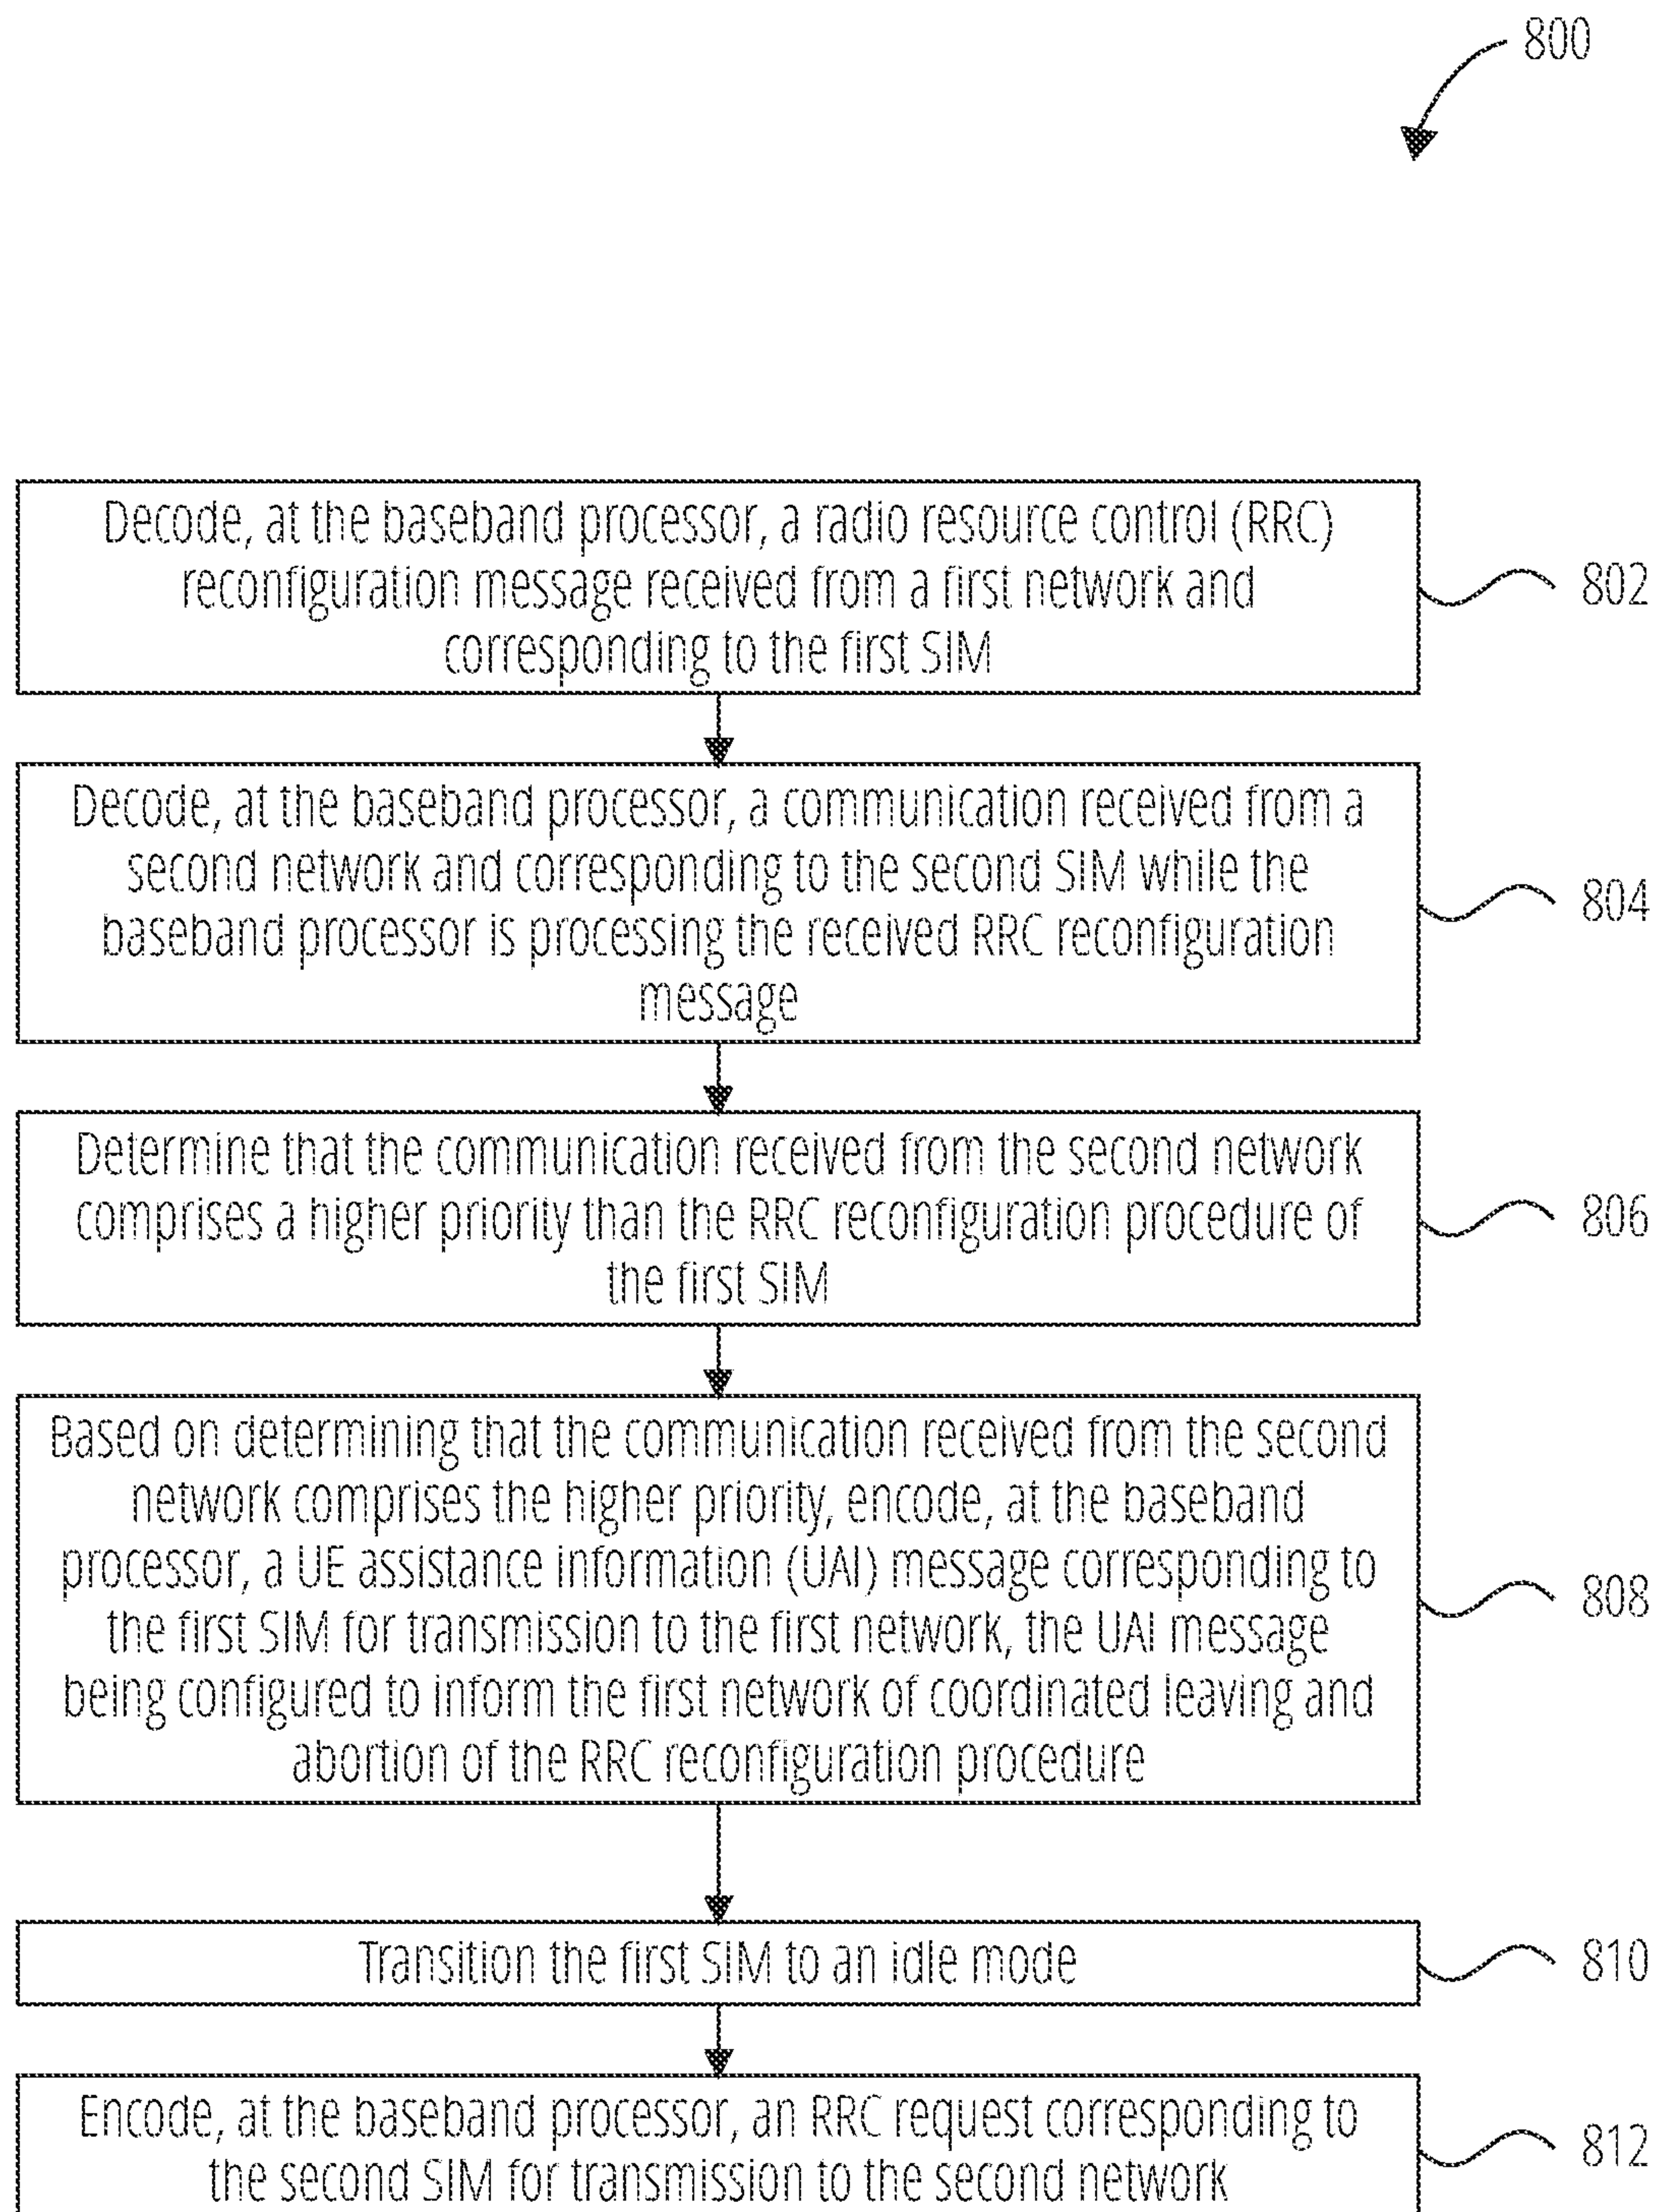 800
Decode, at the baseband processor, a radio resource control (RRC)
reconfiguration message received from a first network and
corresponding to the first SIM
802
Decode, at the baseband processor, a communication received from a
second network and corresponding to the second SIM while the
baseband processor is processing the received RRC reconfiguration
message
804
Determine that the communication received from the second network
comprises a higher priority than the RRC reconfiguration procedure of
the first SIM
806
Based on determining that the communication received from the second
network comprises the higher priority, encode, at the baseband
processor, a UE assistance information (UAI) message corresponding to
the first SIM for transmission to the first network, the UAI message
being configured to inform the first network of coordinated leaving and
abortion of the RRC reconfiguration procedure
808
Transition the first SIM to an idle mode
810
Encode, at the baseband processor, an RRC request corresponding to
the second SIM for transmission to the second network
812